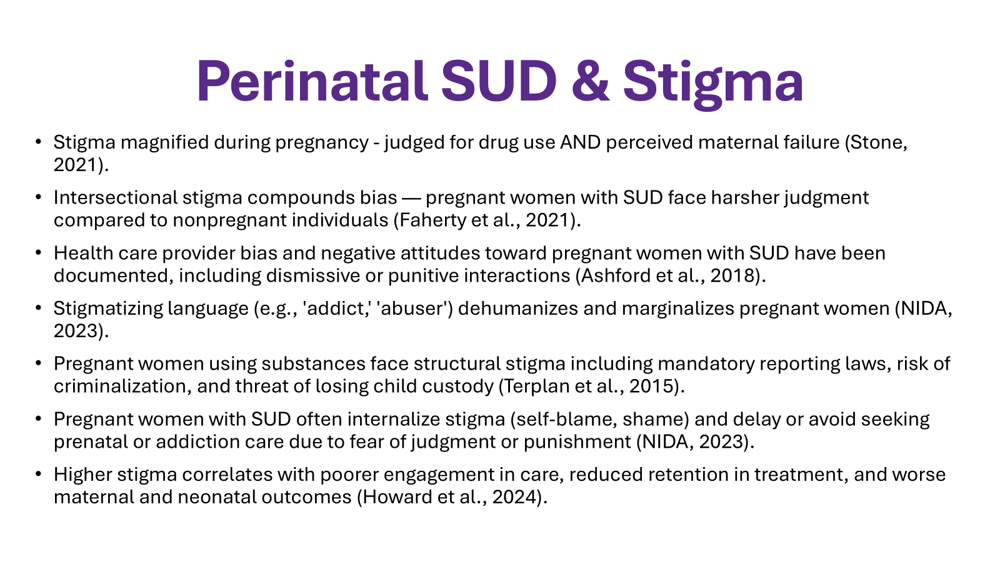 Perinatal SUD & Stigma
• Stigma magnified during pregnancy - judged for drug use AND perceived maternal failure (Stone,
2021).
• Intersectional stigma compounds bias — pregnant women with SUD face harsher judgment
compared to nonpregnant individuals (Faherty et al., 2021).
• Health care provider bias and negative attitudes toward pregnant women with SUD have been
documented, including dismissive or punitive interactions (Ashford et al., 2018).
• Stigmatizing language (e.g., 'addict,' 'abuser') dehumanizes and marginalizes pregnant women (NIDA,
2023).
• Pregnant women using substances face structural stigma including mandatory reporting laws, risk of
criminalization, and threat of losing child custody (Terplan et al., 2015).
• Pregnant women with SUD often internalize stigma (self-blame, shame) and delay or avoid seeking
prenatal or addiction care due to fear of judgment or punishment (NIDA, 2023).
• Higher stigma correlates with poorer engagement in care, reduced retention in treatment, and worse
maternal and neonatal outcomes (Howard et al., 2024).